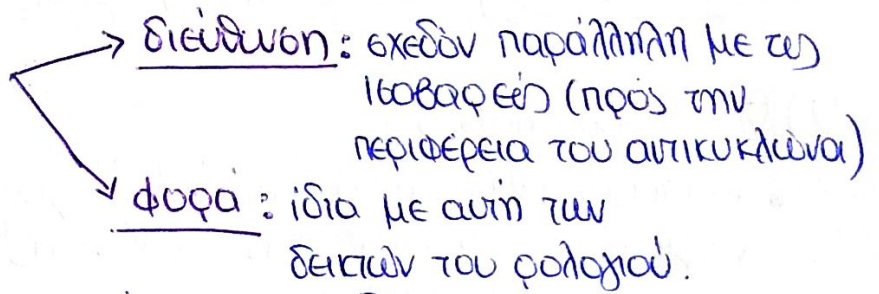 → διεύθυνση: σχεδόν παράλληλη με τις
ισοβαρείς (προς την
περιφέρεια του αντικυκλώνα)
→ φορά: ίδια με αυτή των
δεικτών του ρολογιού.